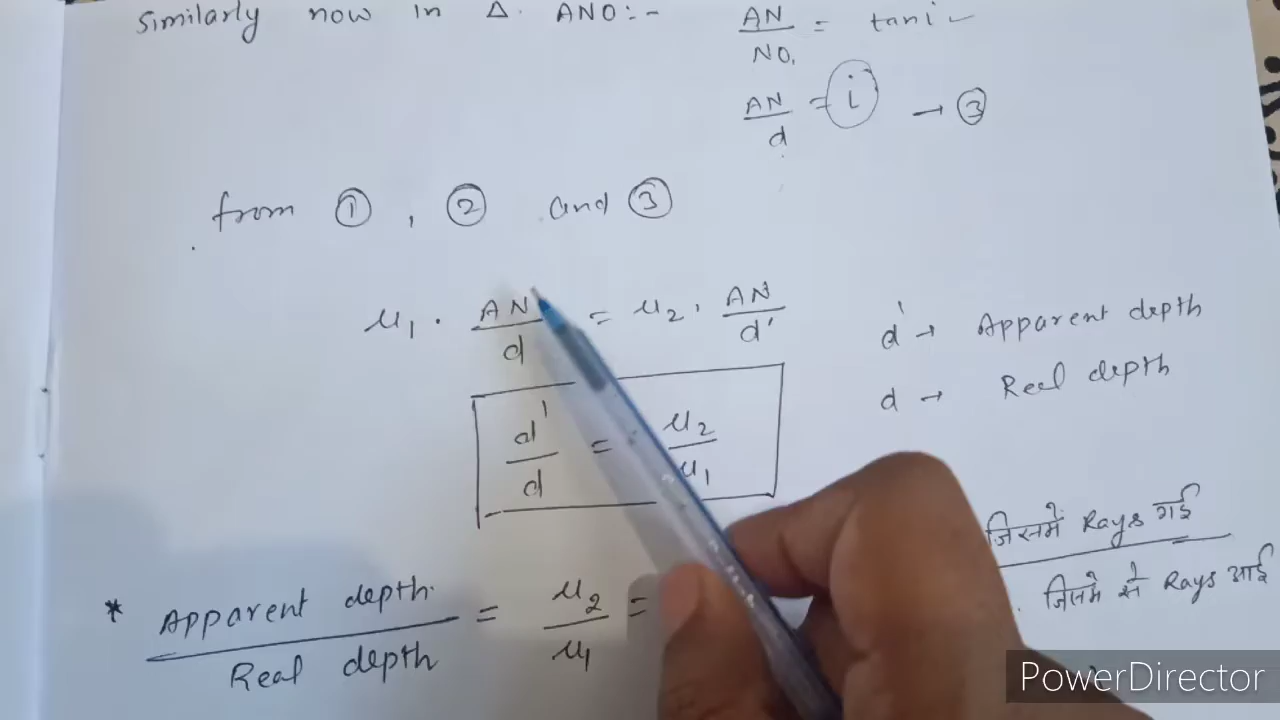 Similarly now in Δ. ANO:-
AN/NO₁ = tan i
AN/d = i → ③
from ① , ② and ③
μ₁ . AN/d = μ₂ . AN/d'
d' → Apparent depth
d → Real depth
d'/d = μ₂/μ₁
जिसमें Rays गई
जिसमें से Rays आई
* Apparent depth/Real depth = μ₂/μ₁ =
PowerDirector